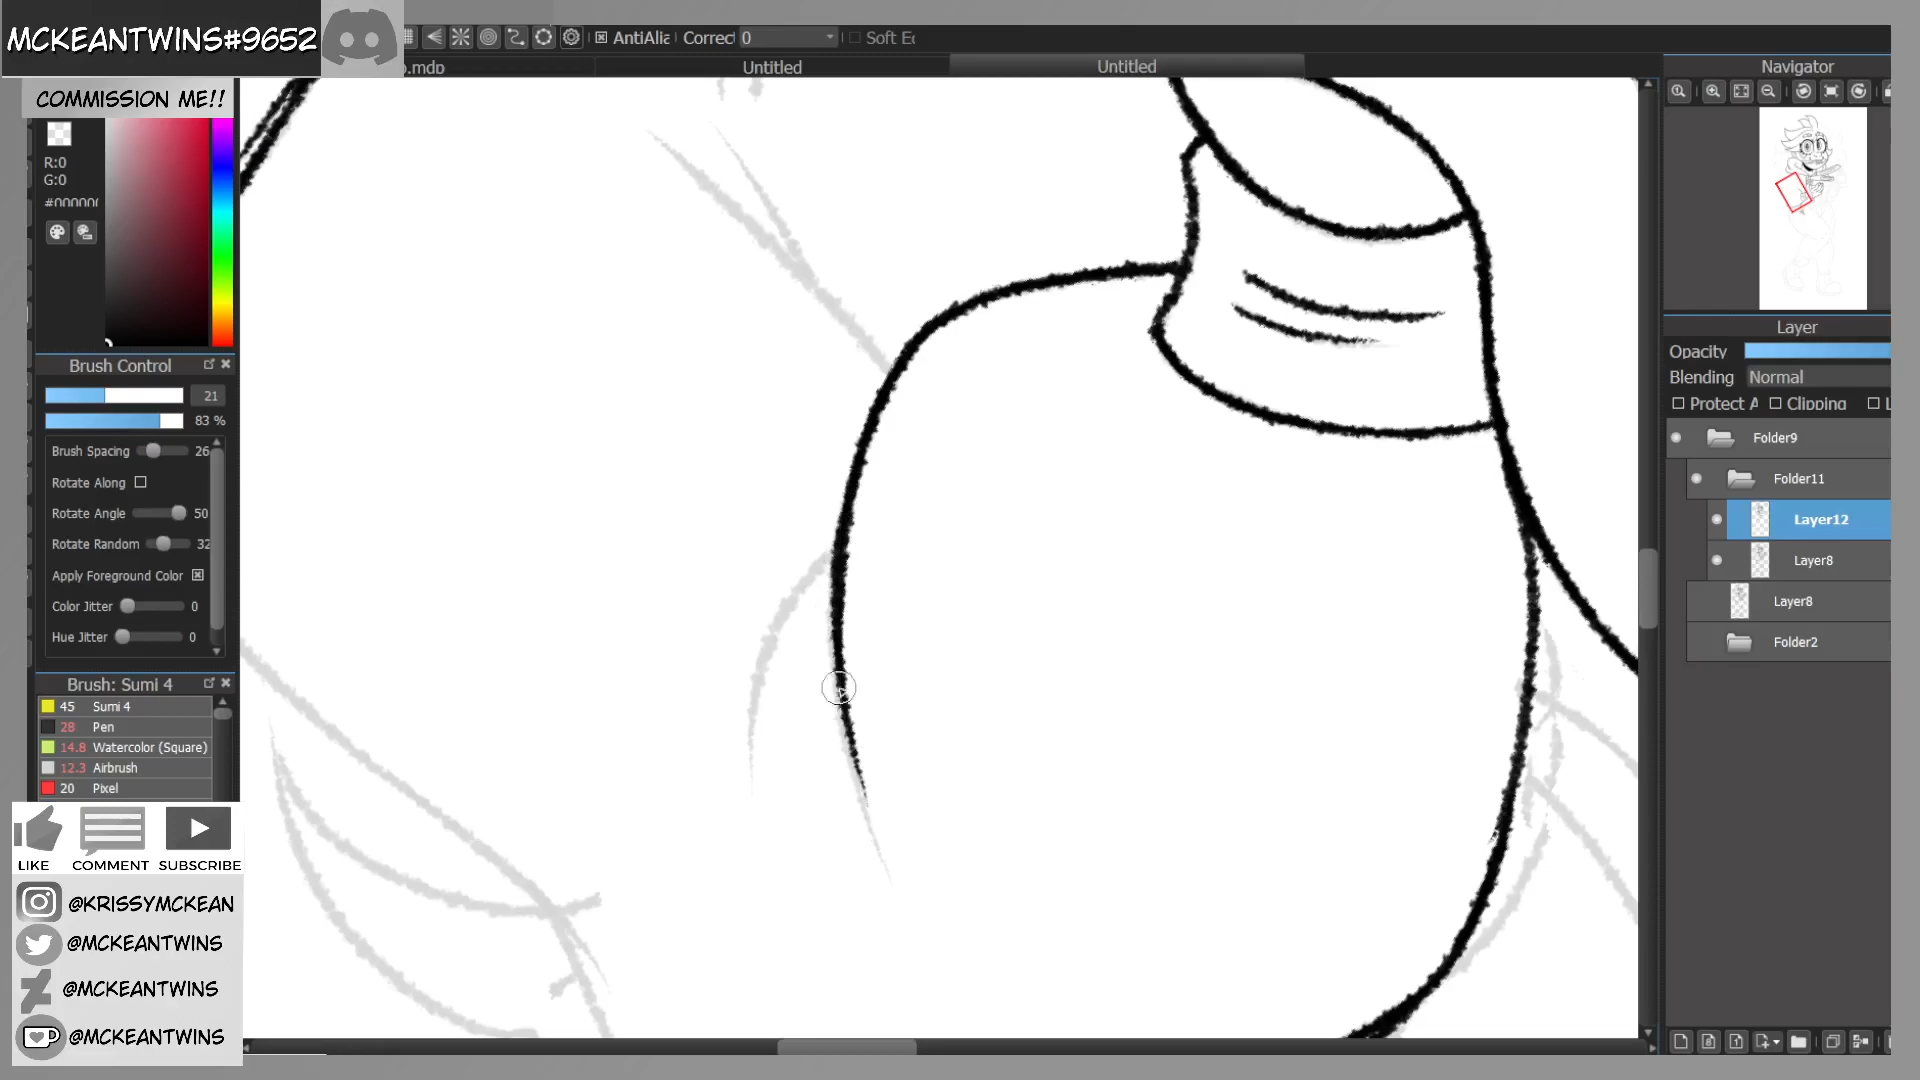 MCKEANTWINS#9652
COMMISSION ME!!
AntiAlia
Correct
0
Soft Ec
.mdp
Untitled
Untitled
R:0
G:0
#000000
Brush Control
21
83 %
Brush Spacing
26
Rotate Along
Rotate Angle
50
Rotate Random
32
Apply Foreground Color
Color Jitter
0
Hue Jitter
0
Brush: Sumi 4
45 Sumi 4
28 Pen
14.8 Watercolor (Square)
12.3 Airbrush
20 Pixel
LIKE
COMMENT
SUBSCRIBE
@KRISSYMCKEAN
@MCKEANTWINS
@MCKEANTWINS
@MCKEANTWINS
Navigator
Layer
Opacity
Blending
Normal
Protect A
Clipping
L
Folder9
Folder11
Layer12
Layer8
Layer8
Folder2